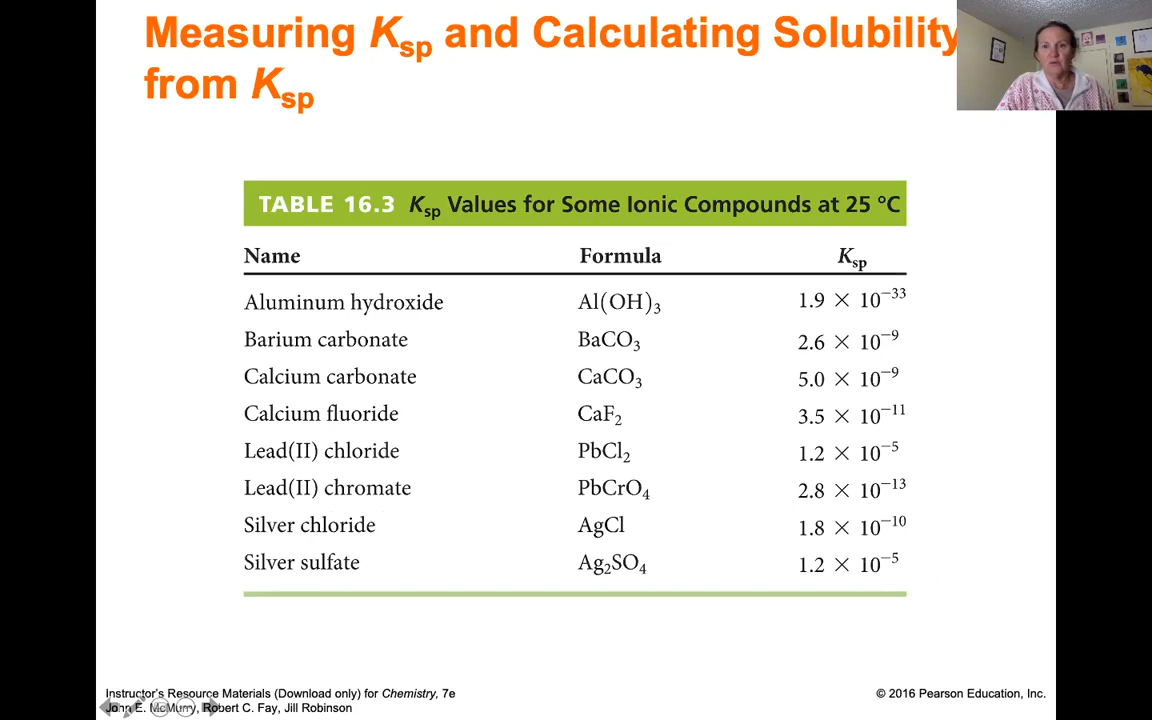 Measuring Ksp and Calculating Solubility
from Ksp
TABLE 16.3 Ksp Values for Some Ionic Compounds at 25 °C
Name Formula Ksp
Aluminum hydroxide Al(OH)₃ 1.9 × 10⁻³³
Barium carbonate BaCO₃ 2.6 × 10⁻⁹
Calcium carbonate CaCO₃ 5.0 × 10⁻⁹
Calcium fluoride CaF₂ 3.5 × 10⁻¹¹
Lead(II) chloride PbCl₂ 1.2 × 10⁻⁵
Lead(II) chromate PbCrO₄ 2.8 × 10⁻¹³
Silver chloride AgCl 1.8 × 10⁻¹⁰
Silver sulfate Ag₂SO₄ 1.2 × 10⁻⁵
Instructor's Resource Materials (Download only) for Chemistry, 7e
John E. McMurry, Robert C. Fay, Jill Robinson
© 2016 Pearson Education, Inc.